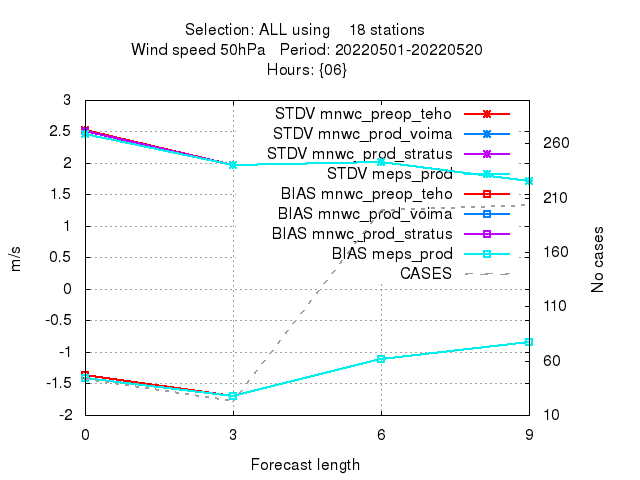 Selection: ALL using 18 stations
Wind speed 50hPa Period: 20220501-20220520
Hours: {06}
3
2.5
2
1.5
1
0.5
0
-0.5
-1
-1.5
-2
m/s
STDV mnwc_preop_teho
STDV mnwc_prod_voima
STDV mnwc_prod_stratus
STDV meps_prod
BIAS mnwc_preop_teho
BIAS mnwc_prod_voima
BIAS mnwc_prod_stratus
BIAS meps_prod
CASES
260
210
160
110
60
10
No cases
0 3 6 9
Forecast length